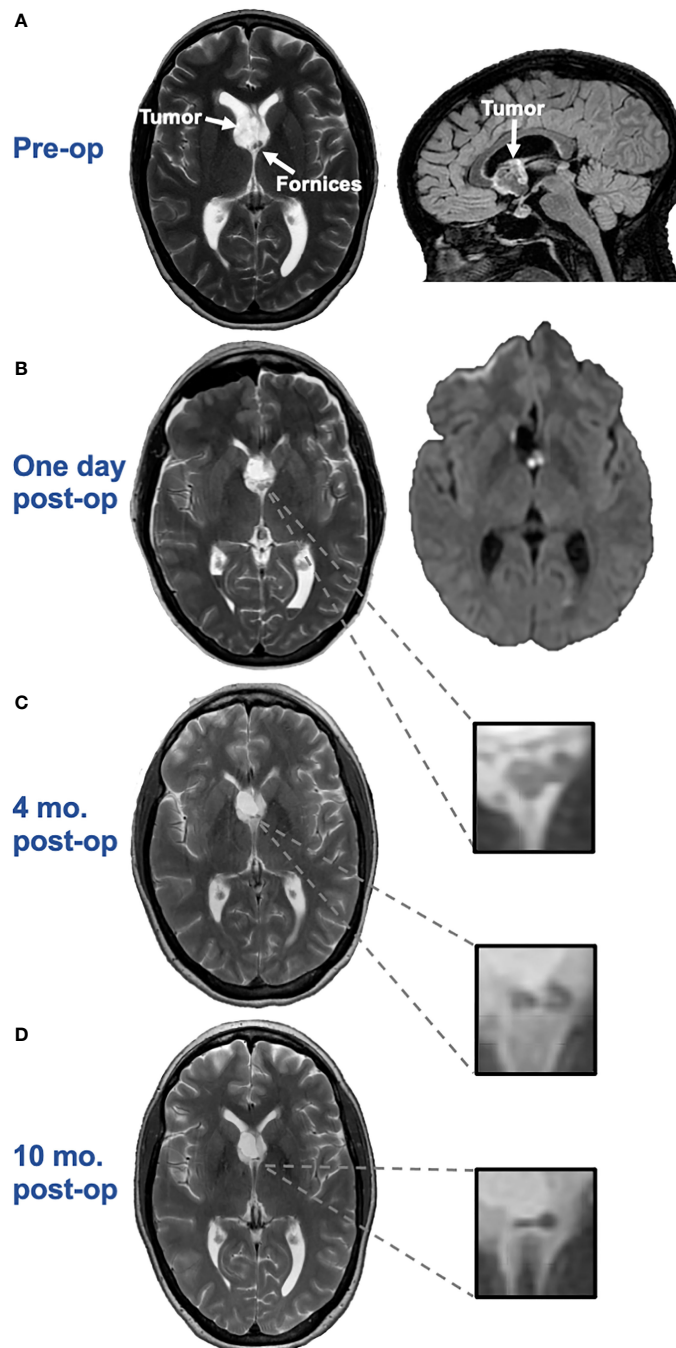 A
Pre-op
Tumor
Fornices
Tumor
B
One day
post-op
C
4 mo.
post-op
D
10 mo.
post-op